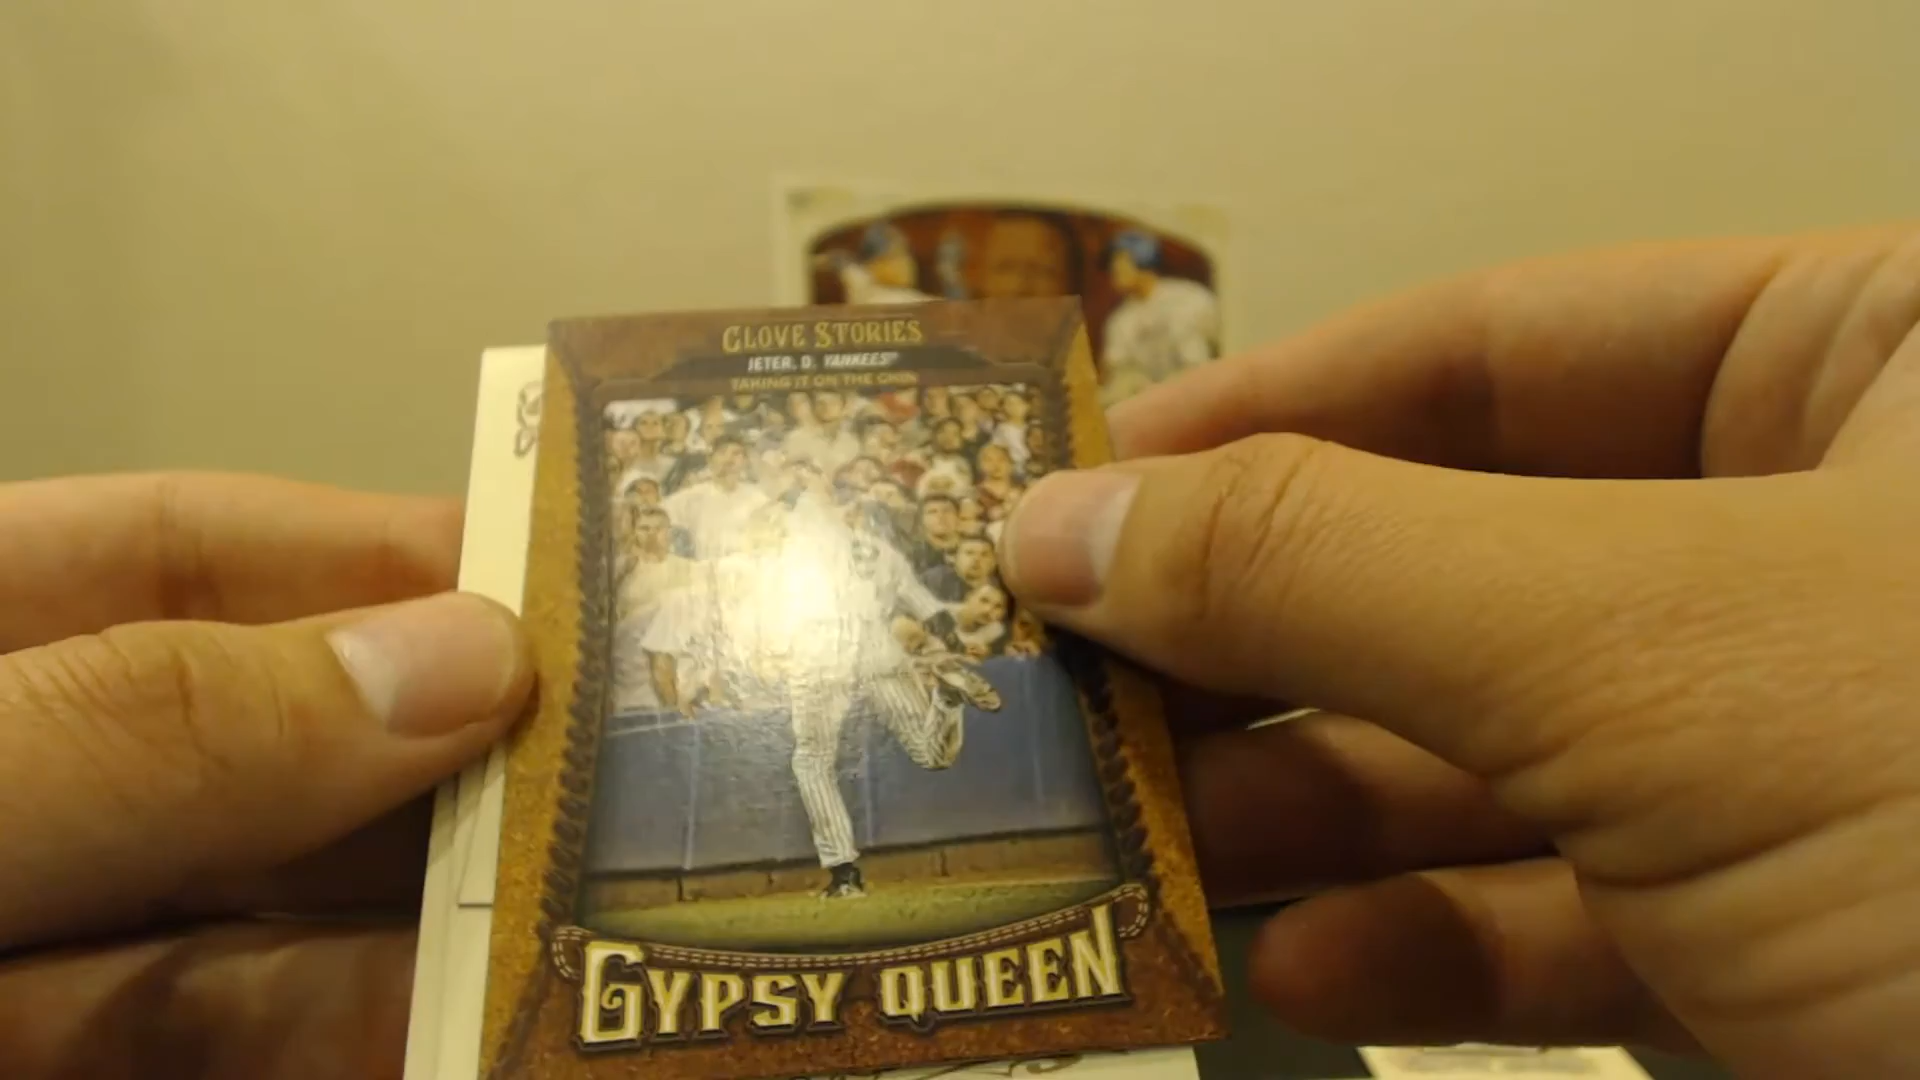 GLOVE STORIES
JETER, D. YANKEES®
TAKING IT ON THE CHIN
GYPSY QUEEN